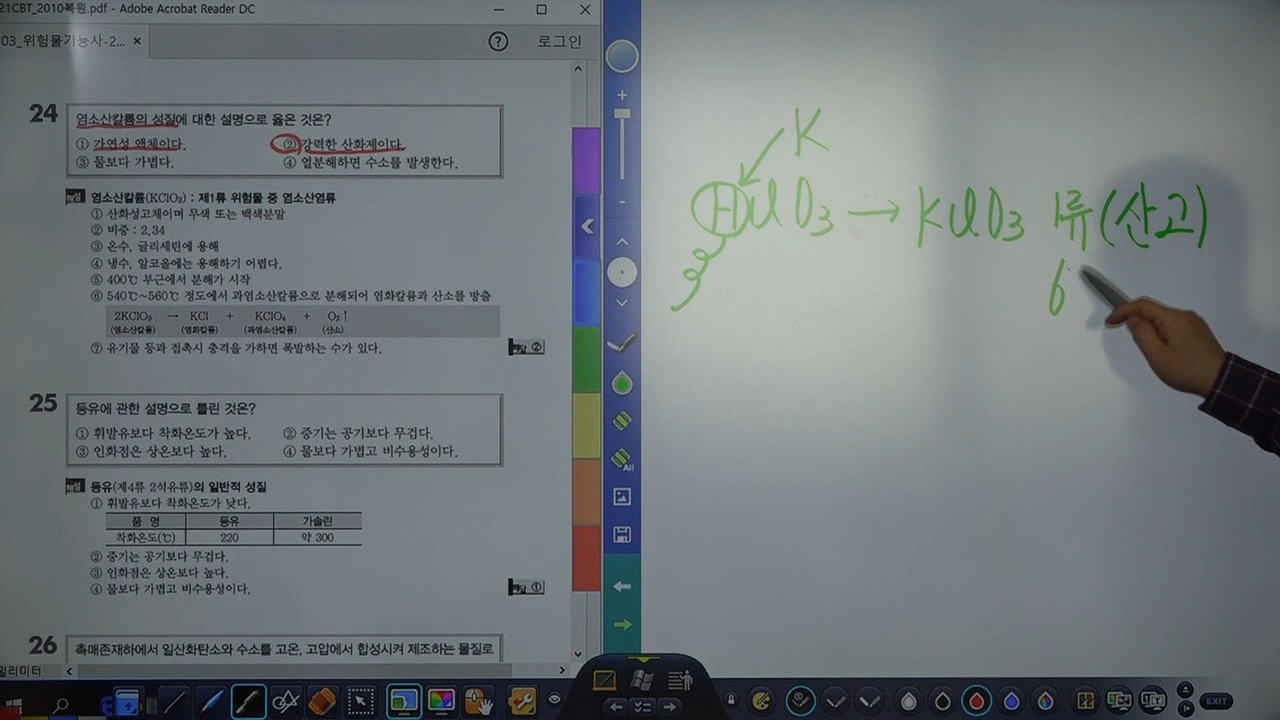 21CBT_2010복원.pdf - Adobe Acrobat Reader DC
03_위험물기능사-2... ×
로그인
24
염소산칼륨의 성질에 대한 설명으로 옳은 것은?
① 가연성 액체이다. ② 강력한 산화제이다.
③ 물보다 가볍다. ④ 열분해하면 수소를 발생한다.
해설 염소산칼륨(KClO₃) : 제1류 위험물 중 염소산염류
① 산화성고체이며 무색 또는 백색분말
② 비중 : 2.34
③ 온수, 글리세린에 용해
④ 냉수, 알코올에는 용해하기 어렵다.
⑤ 400℃ 부근에서 분해가 시작
⑥ 540℃~560℃ 정도에서 과염소산칼륨으로 분해되어 염화칼륨과 산소를 방출
2KClO₃ → KCl + KClO₄ + O₂↑
(염소산칼륨) (염화칼륨) (과염소산칼륨) (산소)
⑦ 유기물 등과 접촉시 충격을 가하면 폭발하는 수가 있다.
②
25
등유에 관한 설명으로 틀린 것은?
① 휘발유보다 착화온도가 높다. ② 증기는 공기보다 무겁다.
③ 인화점은 상온보다 높다. ④ 물보다 가볍고 비수용성이다.
해설 등유(제4류 2석유류)의 일반적 성질
① 휘발유보다 착화온도가 낮다.
품 명 등유 가솔린
착화온도(℃) 220 약 300
② 증기는 공기보다 무겁다.
③ 인화점은 상온보다 높다.
④ 물보다 가볍고 비수용성이다.
①
26
촉매존재하에서 일산화탄소와 수소를 고온, 고압에서 합성시켜 제조하는 물질로
밀리미터
K
HClO₃ → KClO₃ 1류(산고)
6
All
EXIT